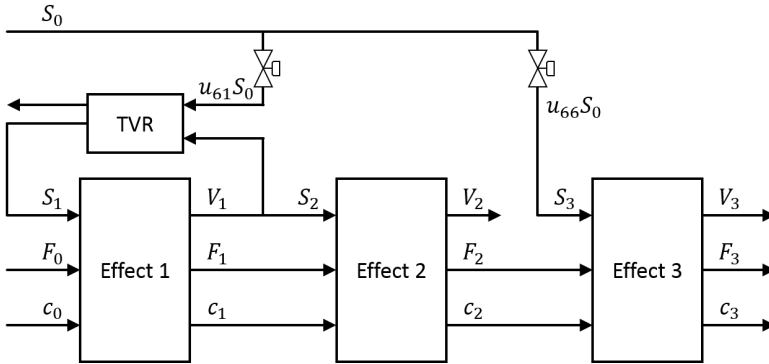 S₀
u₆₁S₀
u₆₆S₀
TVR
S₁ V₁ S₂ V₂ S₃ V₃
F₀ Effect 1 F₁ Effect 2 F₂ Effect 3 F₃
c₀ c₁ c₂ c₃